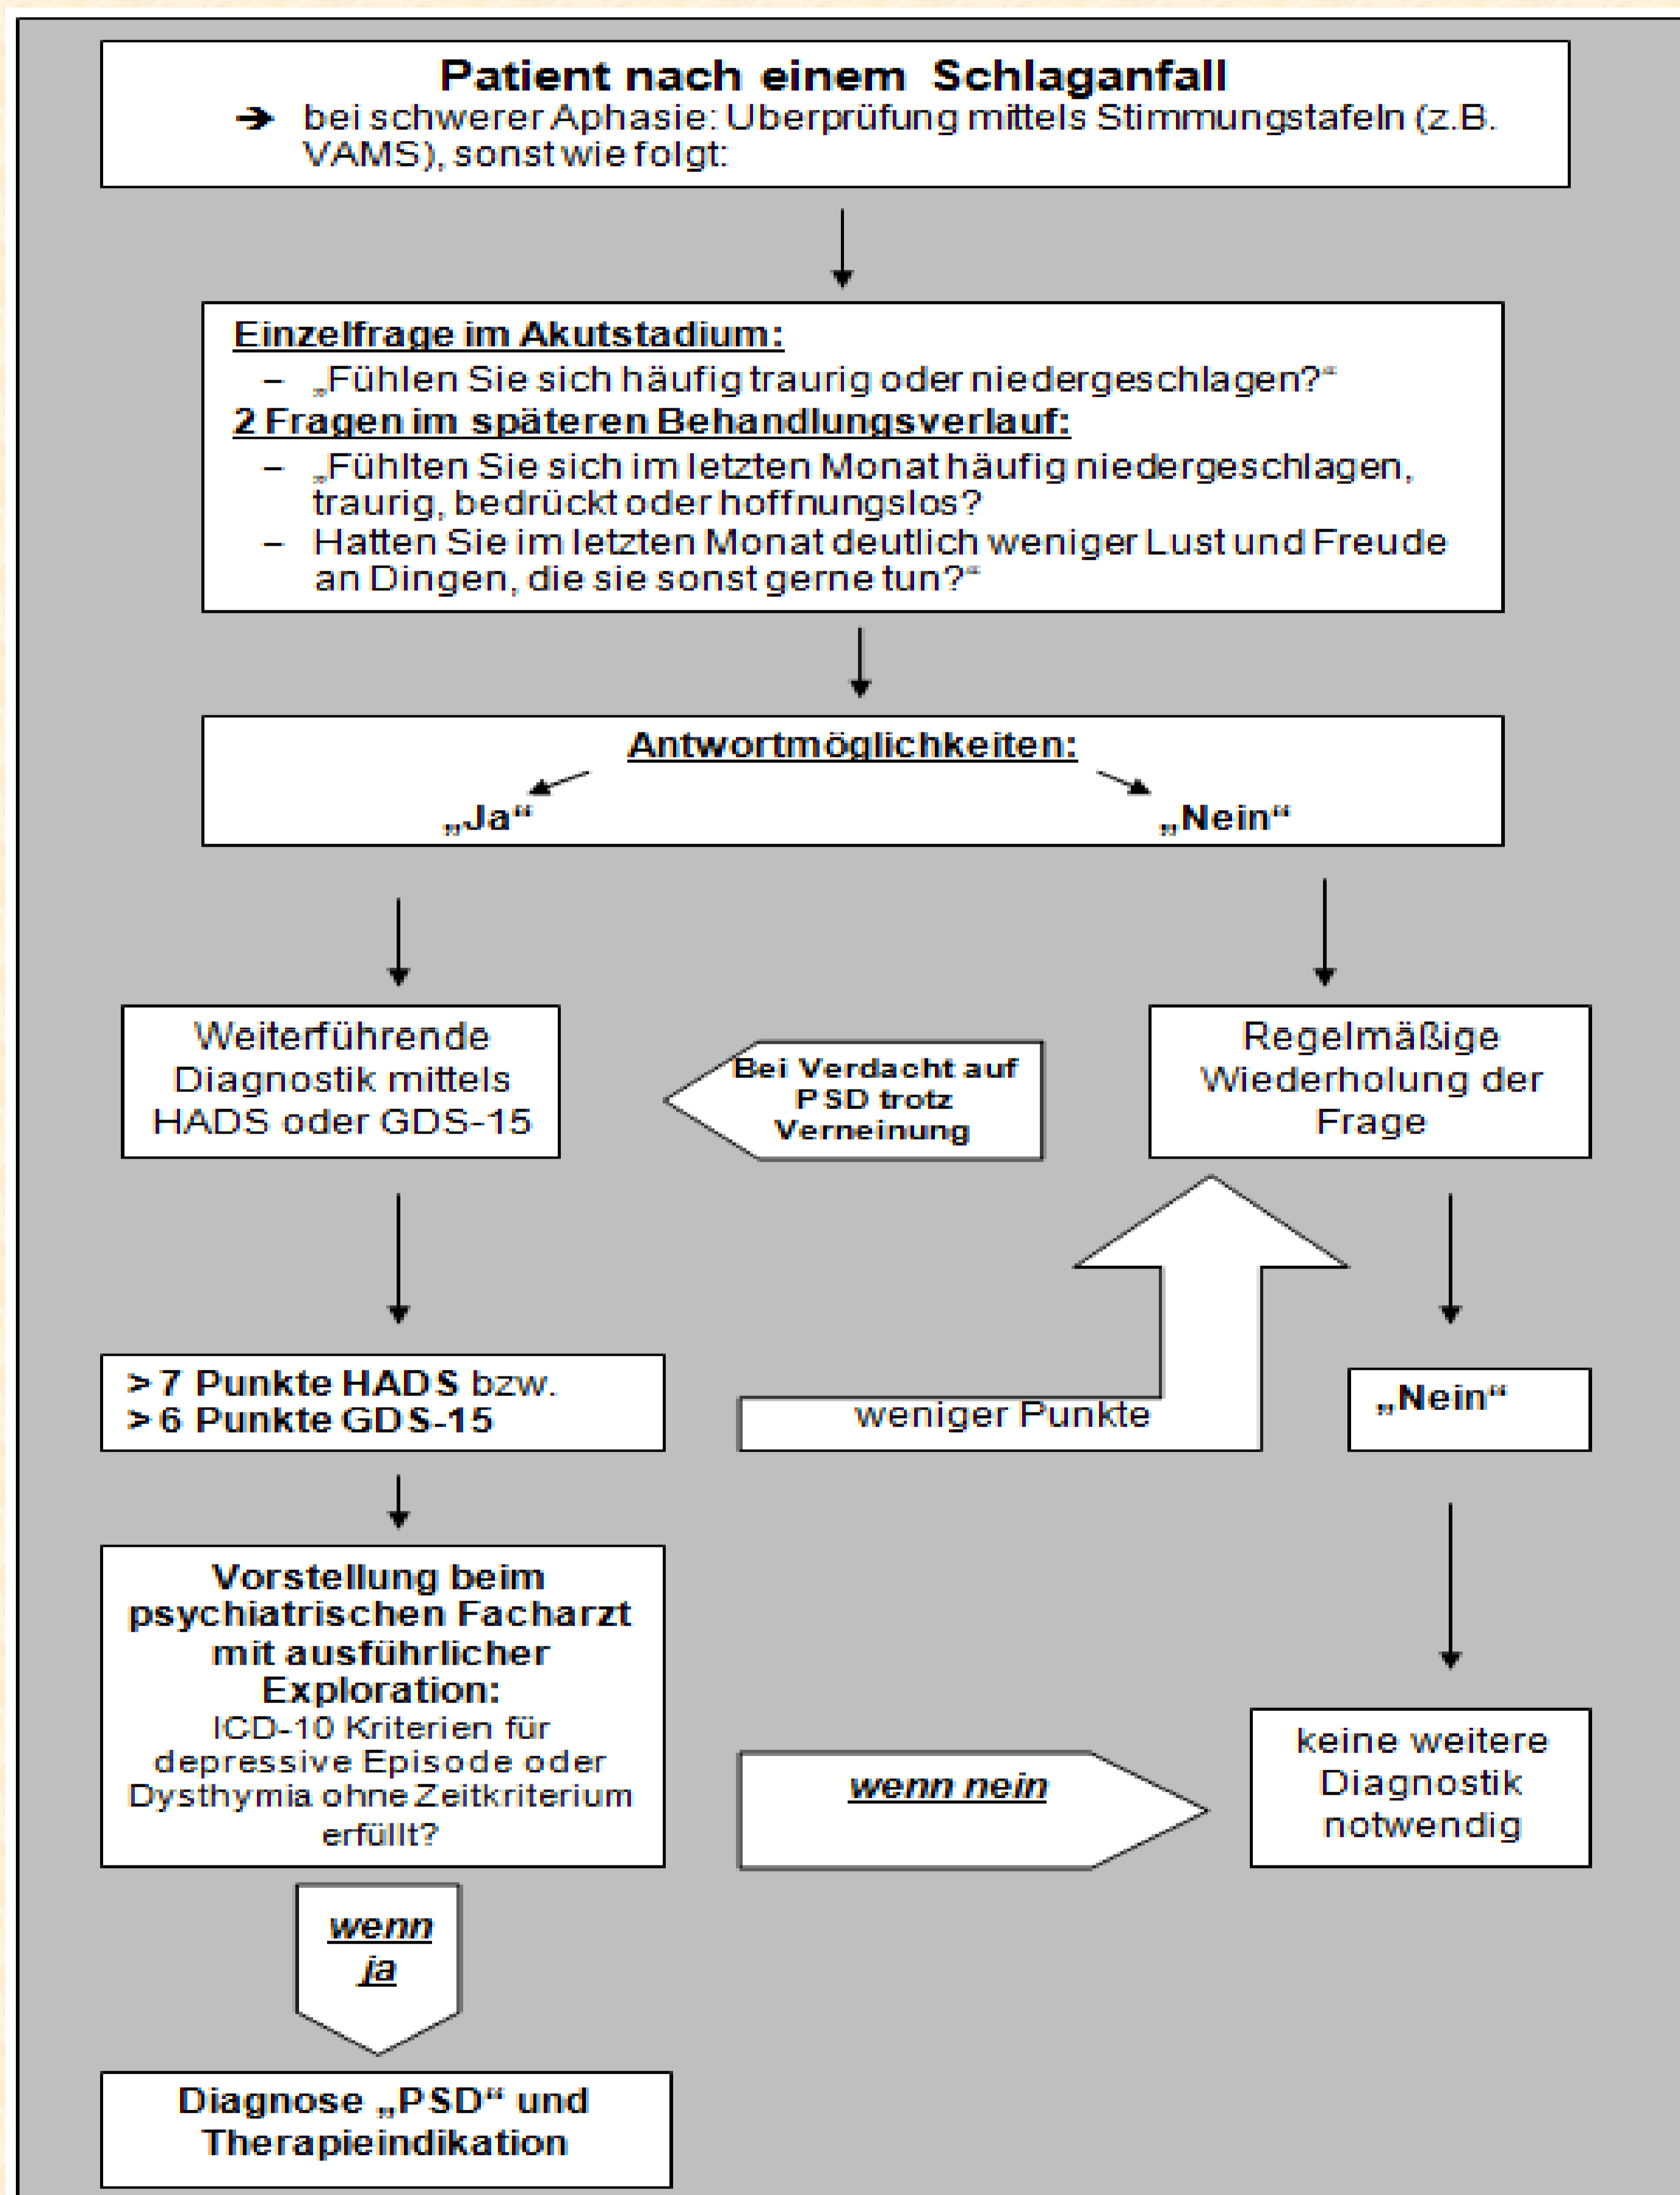 Patient nach einem Schlaganfall
➔ bei schwerer Aphasie: Uberprüfung mittels Stimmungstafeln (z.B.
VAMS), sonst wie folgt:
Einzelfrage im Akutstadium:
– „Fühlen Sie sich häufig traurig oder niedergeschlagen?“
2 Fragen im späteren Behandlungsverlauf:
– „Fühlten Sie sich im letzten Monat häufig niedergeschlagen,
traurig, bedrückt oder hoffnungslos?
– Hatten Sie im letzten Monat deutlich weniger Lust und Freude
an Dingen, die sie sonst gerne tun?“
Antwortmöglichkeiten:
„Ja“ „Nein“
Weiterführende
Diagnostik mittels
HADS oder GDS-15
Bei Verdacht auf
PSD trotz
Verneinung
Regelmäßige
Wiederholung der
Frage
> 7 Punkte HADS bzw.
> 6 Punkte GDS-15
weniger Punkte
„Nein“
Vorstellung beim
psychiatrischen Facharzt
mit ausführlicher
Exploration:
ICD-10 Kriterien für
depressive Episode oder
Dysthymia ohne Zeitkriterium
erfüllt?
wenn nein
keine weitere
Diagnostik
notwendig
wenn
ja
Diagnose „PSD“ und
Therapieindikation